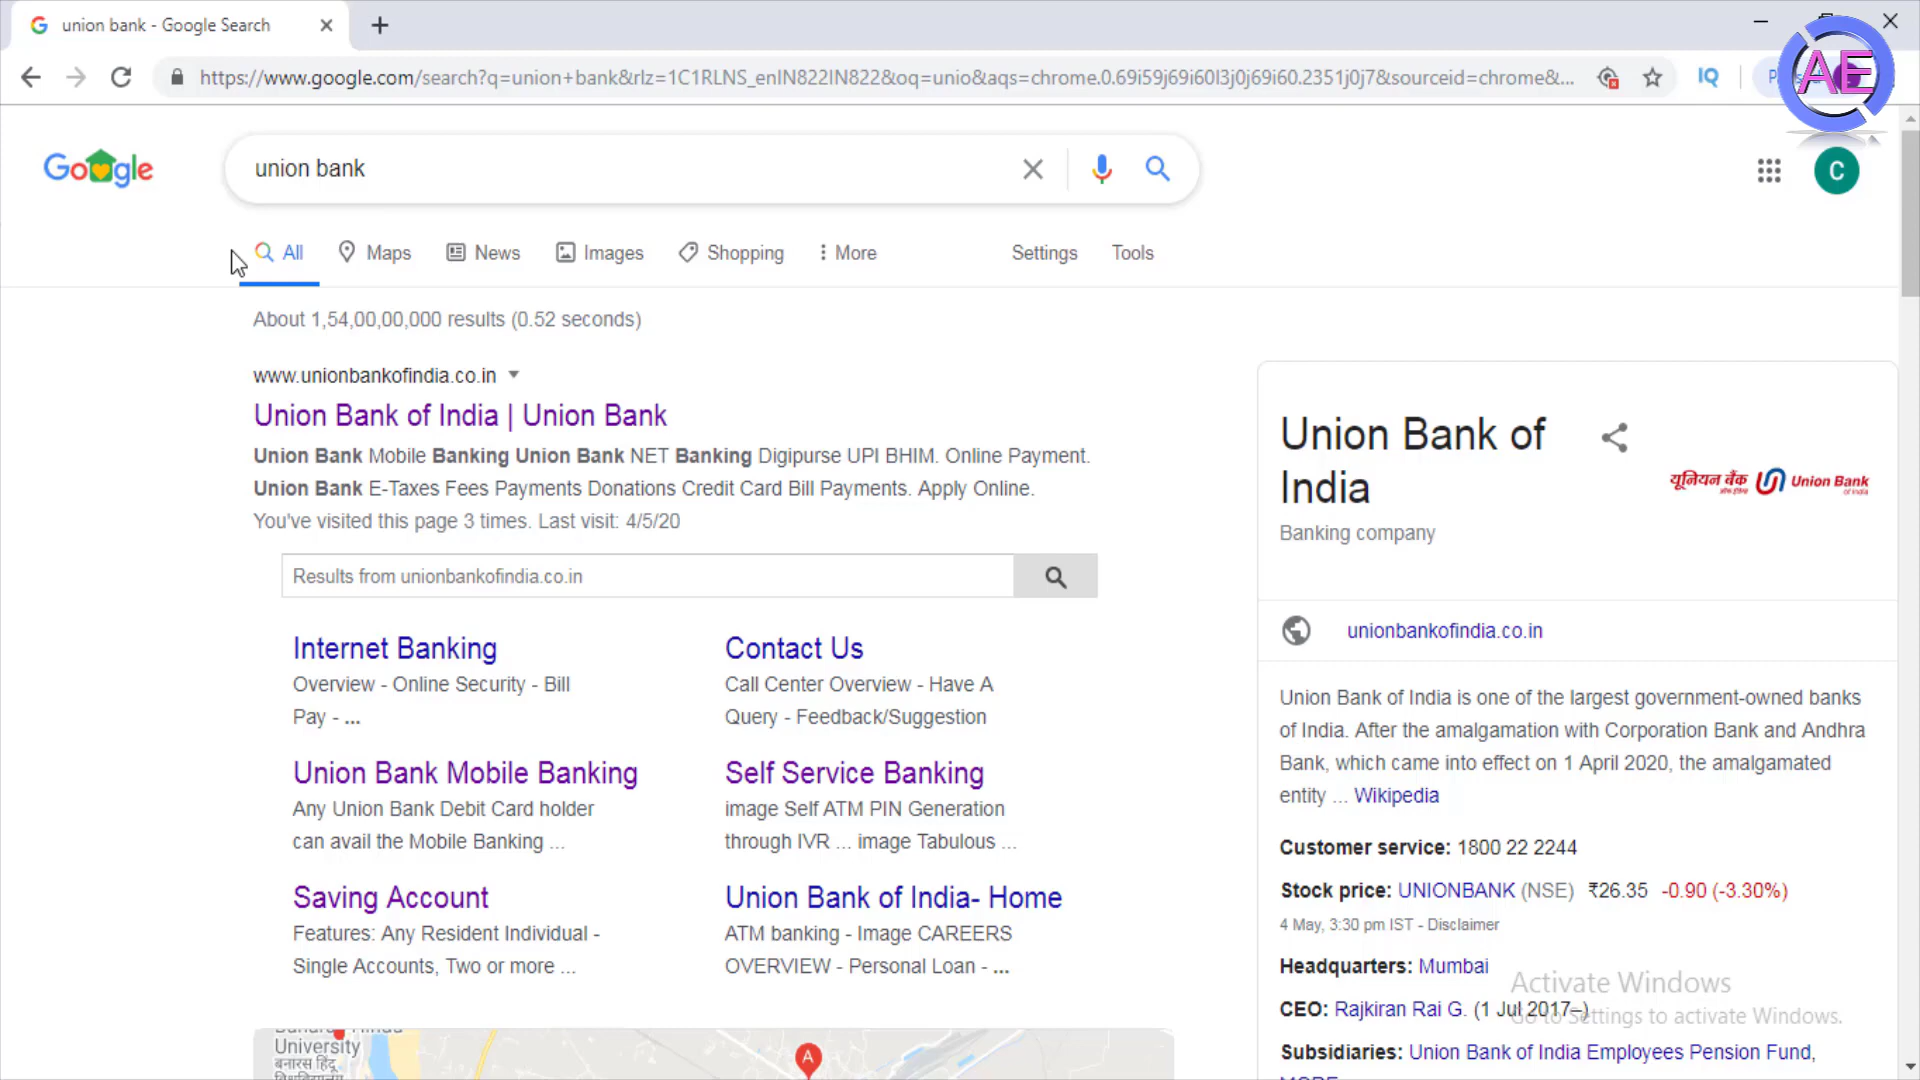 union bank - Google Search
https://www.google.com/search?q=union+bank&rlz=1C1RLNS_enIN822IN822&oq=unio&aqs=chrome.0.69i59j69i60l3j0j69i60.2351j0j7&sourceid=chrome&...
IQ
AE
Google
union bank
C
All
Maps
News
Images
Shopping
More
Settings
Tools
About 1,54,00,00,000 results (0.52 seconds)
www.unionbankofindia.co.in
Union Bank of India | Union Bank
Union Bank Mobile Banking Union Bank NET Banking Digipurse UPI BHIM. Online Payment.
Union Bank E-Taxes Fees Payments Donations Credit Card Bill Payments. Apply Online.
You've visited this page 3 times. Last visit: 4/5/20
Results from unionbankofindia.co.in
Internet Banking
Overview - Online Security - Bill
Pay - ...
Contact Us
Call Center Overview - Have A
Query - Feedback/Suggestion
Union Bank Mobile Banking
Any Union Bank Debit Card holder
can avail the Mobile Banking ...
Self Service Banking
image Self ATM PIN Generation
through IVR ... image Tabulous ...
Saving Account
Features: Any Resident Individual -
Single Accounts, Two or more ...
Union Bank of India- Home
ATM banking - Image CAREERS
OVERVIEW - Personal Loan - ...
University
A
Union Bank of
India
Banking company
यूनियन बैंक Union Bank
ऑफ इंडिया of India
unionbankofindia.co.in
Union Bank of India is one of the largest government-owned banks
of India. After the amalgamation with Corporation Bank and Andhra
Bank, which came into effect on 1 April 2020, the amalgamated
entity ... Wikipedia
Customer service: 1800 22 2244
Stock price: UNIONBANK (NSE) ₹26.35 -0.90 (-3.30%)
4 May, 3:30 pm IST - Disclaimer
Headquarters: Mumbai
CEO: Rajkiran Rai G. (1 Jul 2017–)
Subsidiaries: Union Bank of India Employees Pension Fund,
MORE
Activate Windows
Go to Settings to activate Windows.